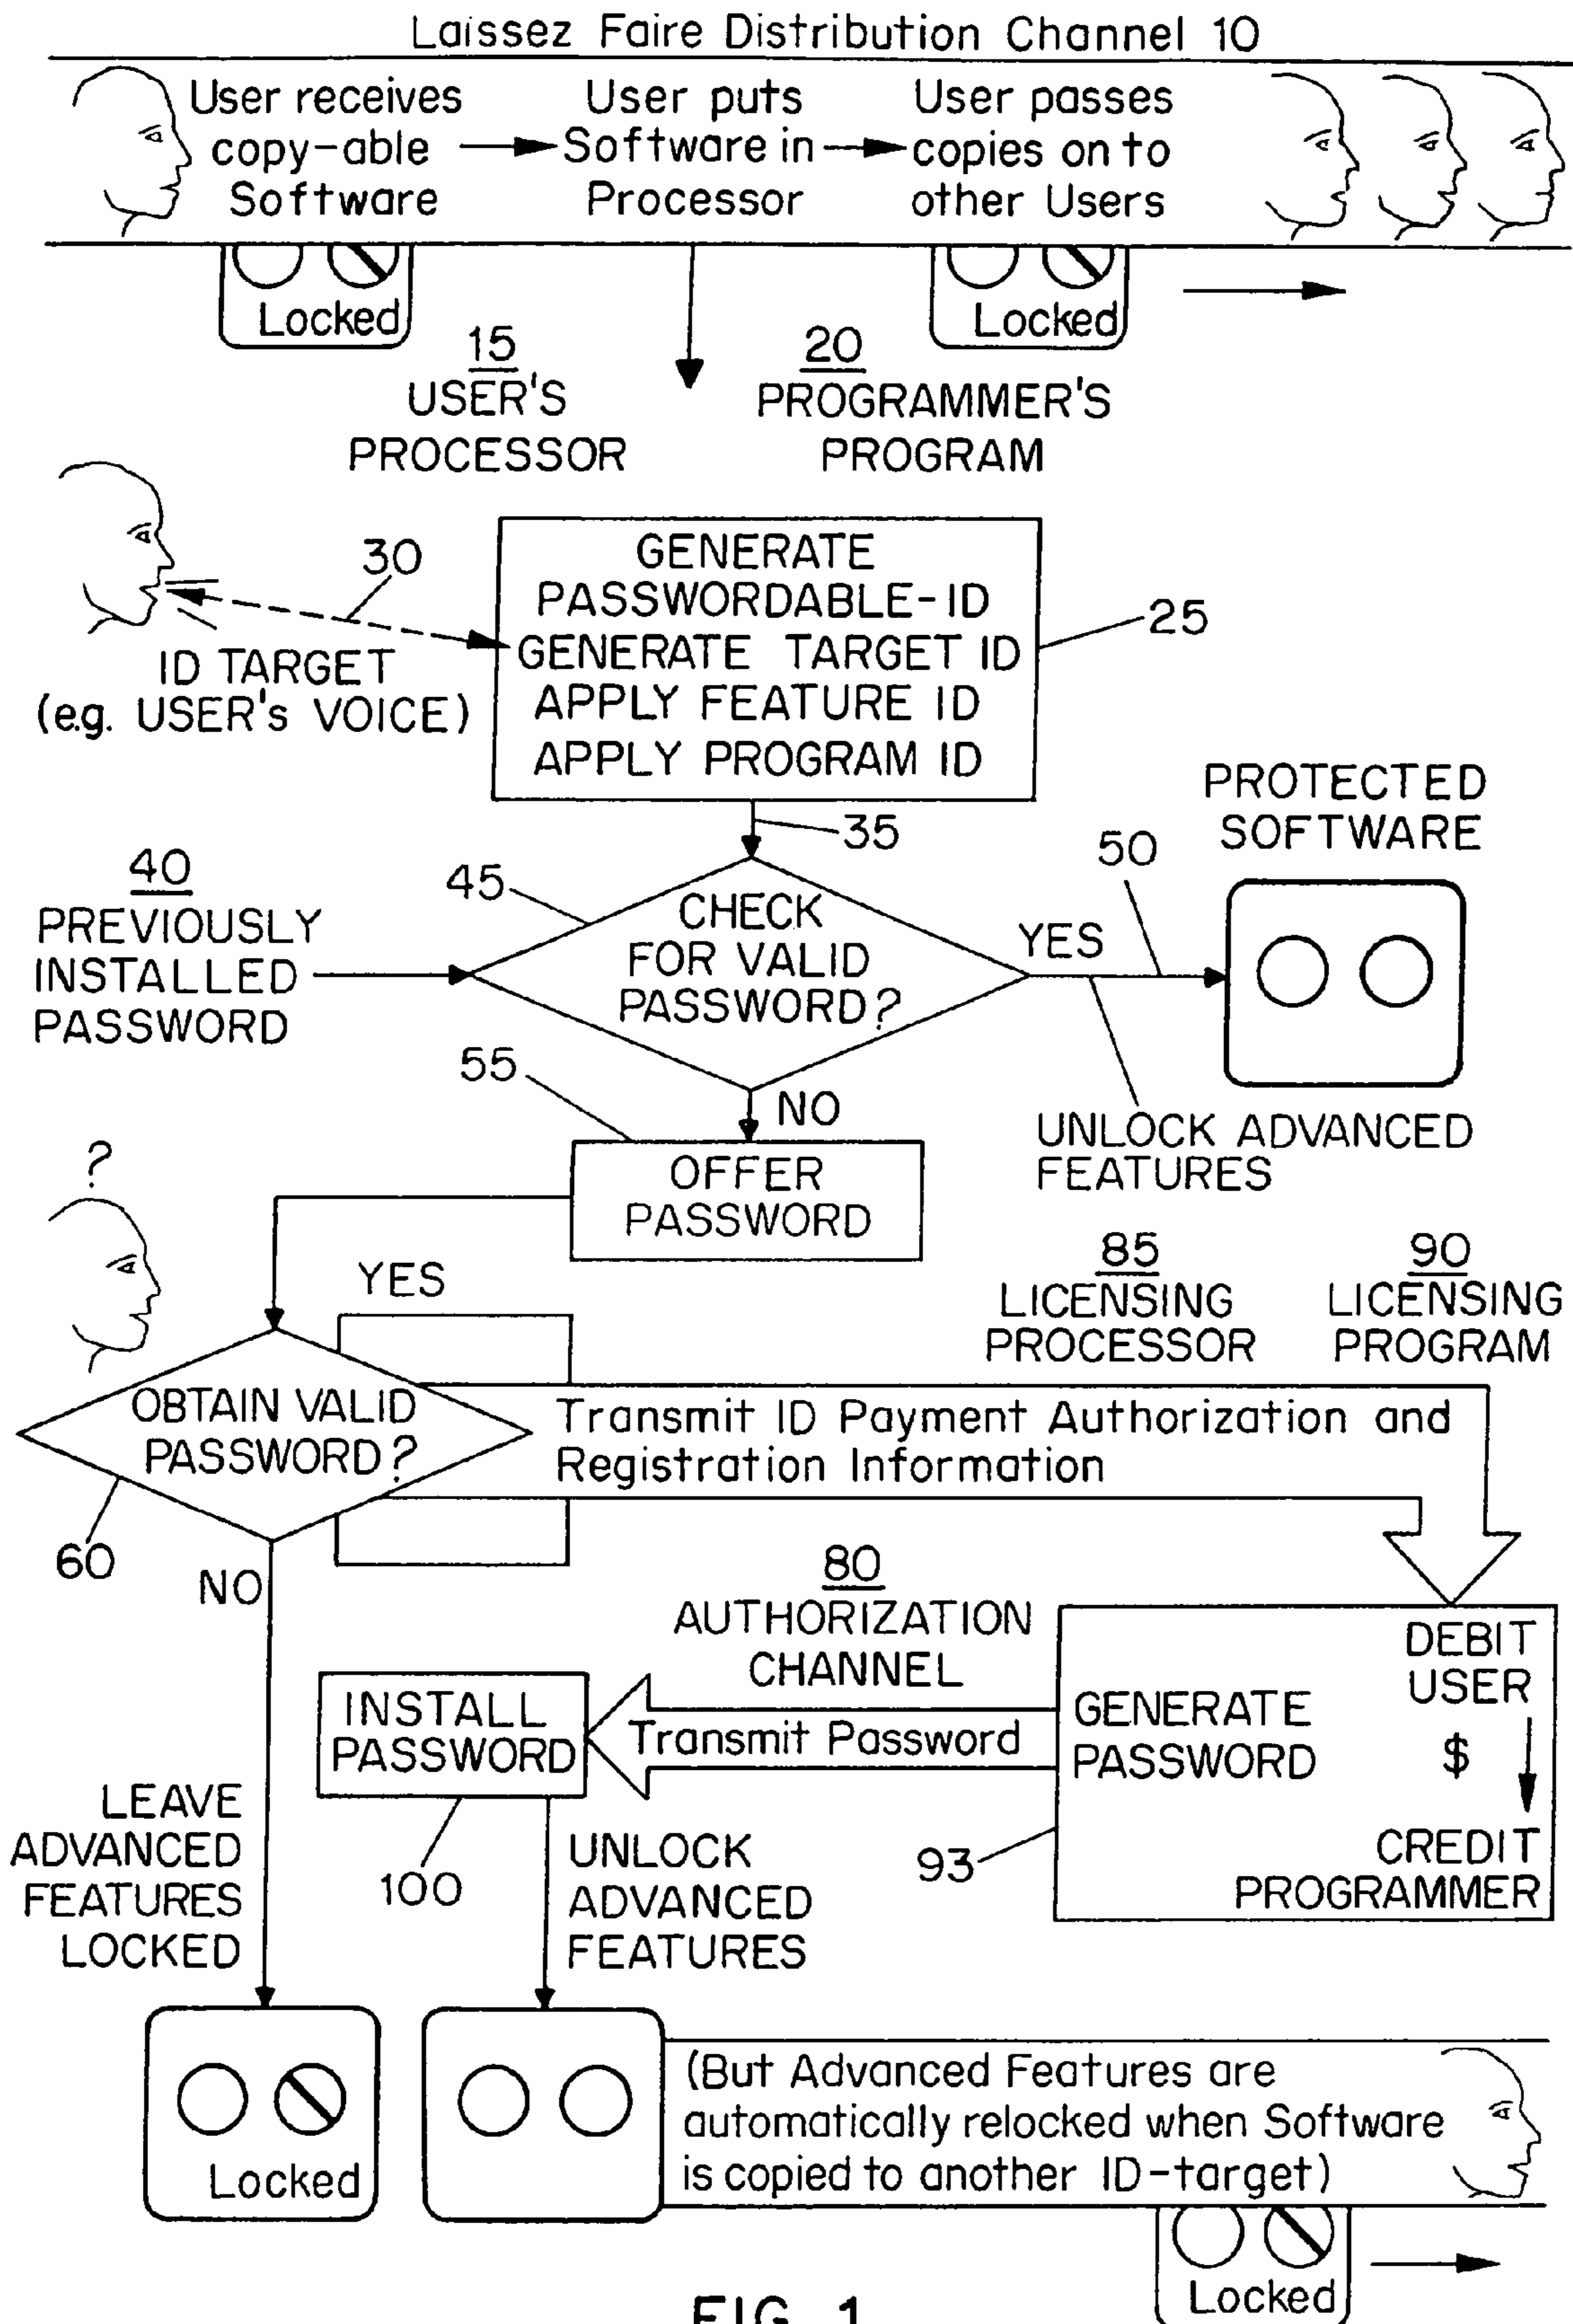 Laissez Faire Distribution Channel 10
User receives
copy-able
Software
User puts
Software in
Processor
User passes
copies on to
other Users
Locked
Locked
15
USER'S
PROCESSOR
20
PROGRAMMER'S
PROGRAM
30
ID TARGET
(e.g. USER's VOICE)
GENERATE
PASSWORDABLE-ID
GENERATE TARGET ID
APPLY FEATURE ID
APPLY PROGRAM ID
25
35
PROTECTED
SOFTWARE
40
PREVIOUSLY
INSTALLED
PASSWORD
45
CHECK
FOR VALID
PASSWORD?
YES
50
UNLOCK ADVANCED
FEATURES
55
NO
OFFER
PASSWORD
?
YES
85
LICENSING
PROCESSOR
90
LICENSING
PROGRAM
OBTAIN VALID
PASSWORD?
Transmit ID Payment Authorization and
Registration Information
60
NO
80
AUTHORIZATION
CHANNEL
DEBIT
USER
$
CREDIT
PROGRAMMER
GENERATE
PASSWORD
93
Transmit Password
INSTALL
PASSWORD
100
LEAVE
ADVANCED
FEATURES
LOCKED
UNLOCK
ADVANCED
FEATURES
Locked
(But Advanced Features are
automatically relocked when Software
is copied to another ID-target)
Locked
FIG. 1